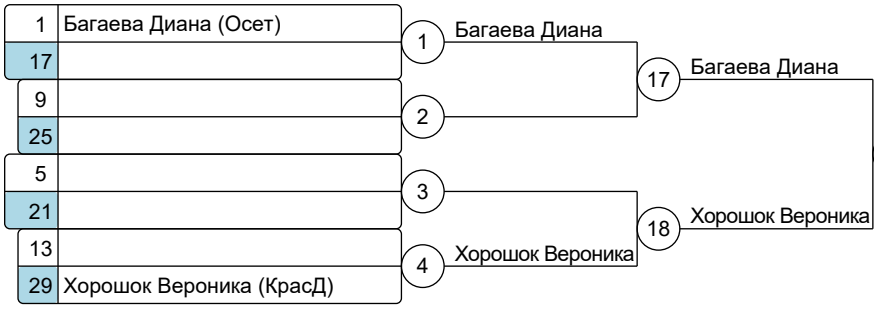 1 Багаева Диана (Осет)
17
9
25
5
21
13
29 Хорошок Вероника (КрасД)
1 Багаева Диана
2
3
4 Хорошок Вероника
17 Багаева Диана
18 Хорошок Вероника